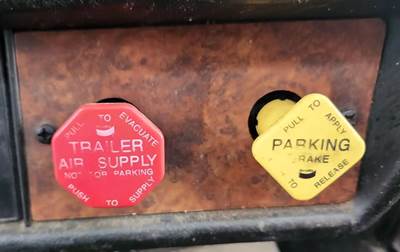 PULL TO EVACUATE
TRAILER
AIR SUPPLY
NOT FOR PARKING
PUSH TO SUPPLY
PULL TO APPLY
PARKING
BRAKE
TO RELEASE